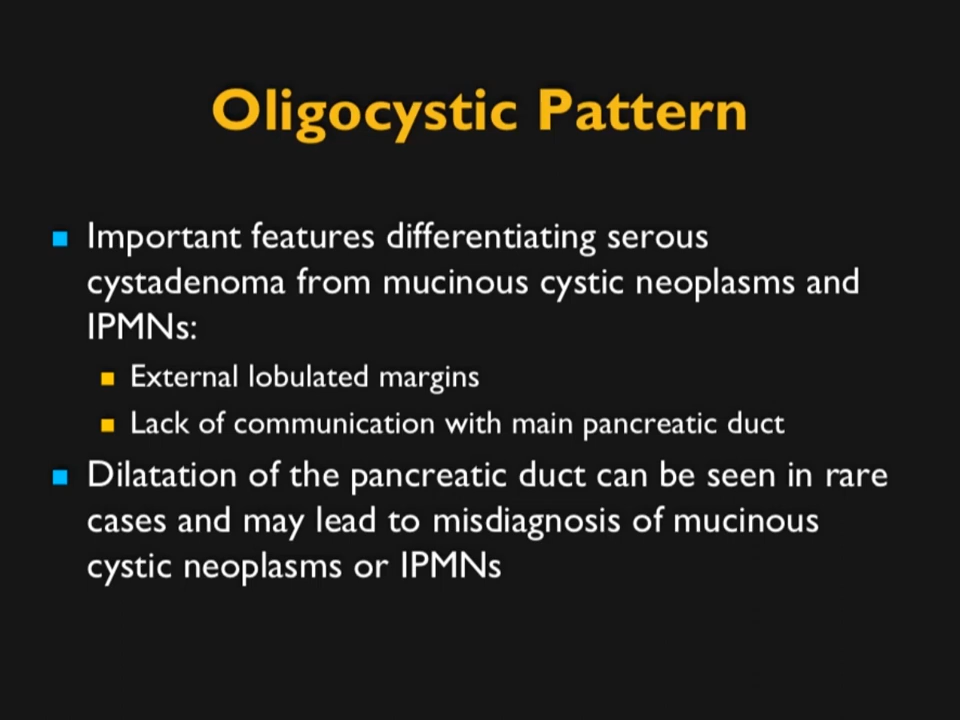 Oligocystic Pattern
Important features differentiating serous
cystadenoma from mucinous cystic neoplasms and
IPMNs:
External lobulated margins
Lack of communication with main pancreatic duct
Dilatation of the pancreatic duct can be seen in rare
cases and may lead to misdiagnosis of mucinous
cystic neoplasms or IPMNs